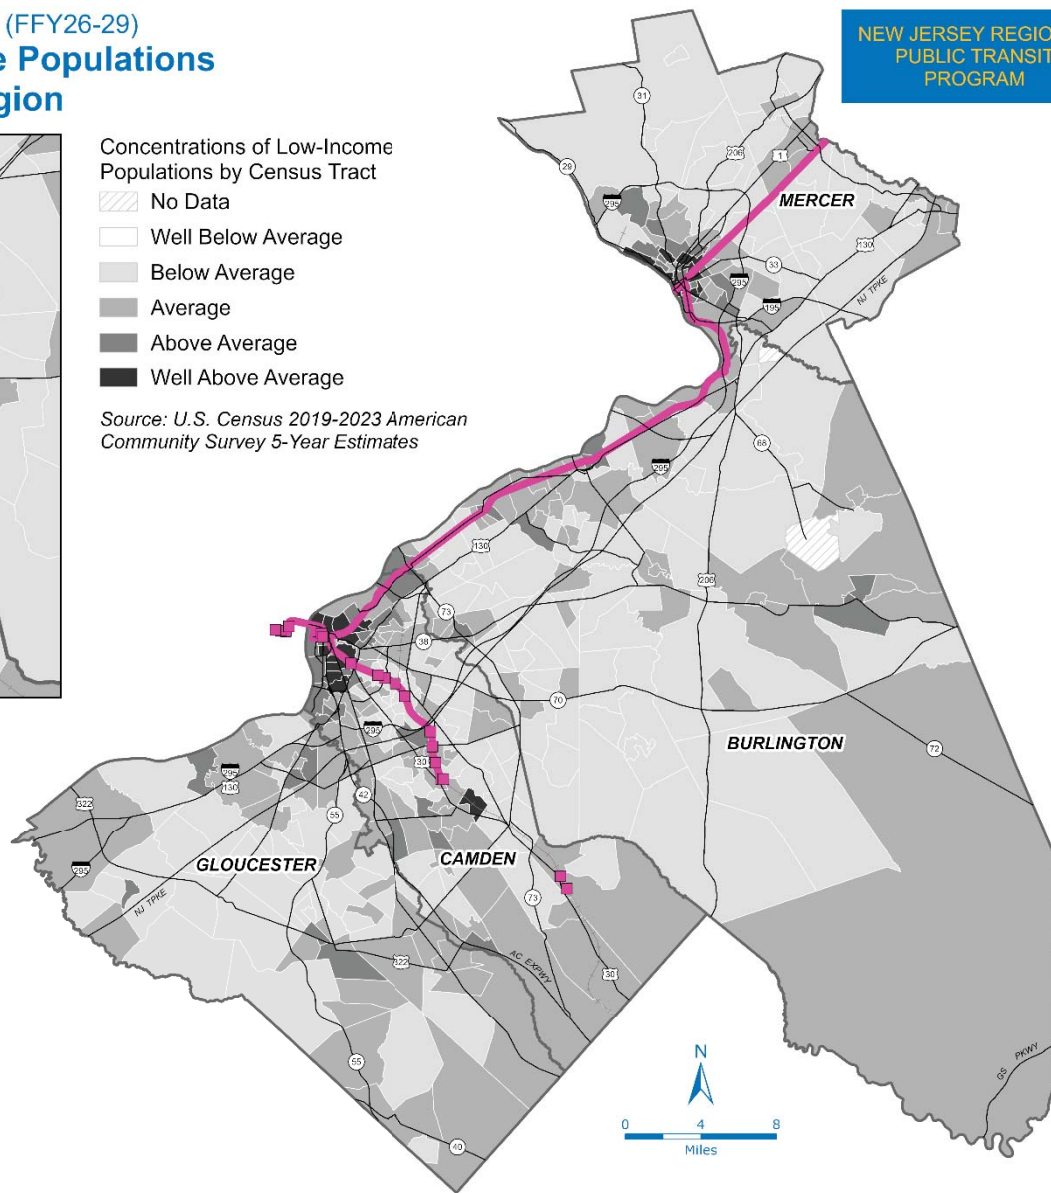 (FFY26-29)
e Populations
gion
NEW JERSEY REGIO
PUBLIC TRANSIT
PROGRAM
Concentrations of Low-Income
Populations by Census Tract
No Data
Well Below Average
Below Average
Average
Above Average
Well Above Average
Source: U.S. Census 2019-2023 American
Community Survey 5-Year Estimates
31
206
1
29
295
MERCER
130
33
295
NJ TPKE
195
68
295
130
206
73
38
70
295
BURLINGTON
72
30
295
130
322
42
55
GLOUCESTER
CAMDEN
295
73
NJ TPKE
322
AC EXPWY
30
55
40
GS PKWY
N
0 4 8
Miles